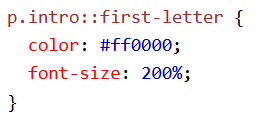 p.intro::first-letter {
  color: #ff0000;
  font-size: 200%;
}